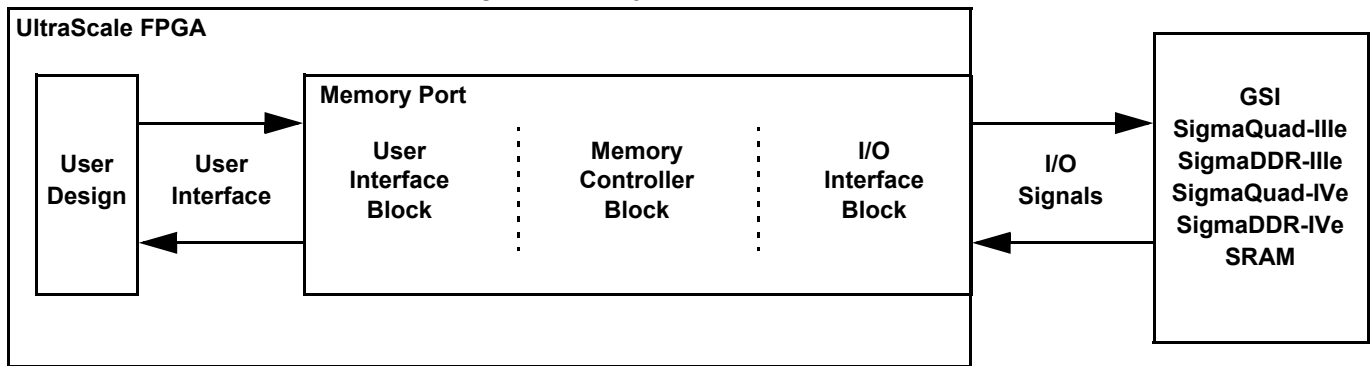 UltraScale FPGA
User
Design
User
Interface
Memory Port
User
Interface
Block
Memory
Controller
Block
I/O
Interface
Block
I/O
Signals
GSI
SigmaQuad-IIIe
SigmaDDR-IIIe
SigmaQuad-IVe
SigmaDDR-IVe
SRAM